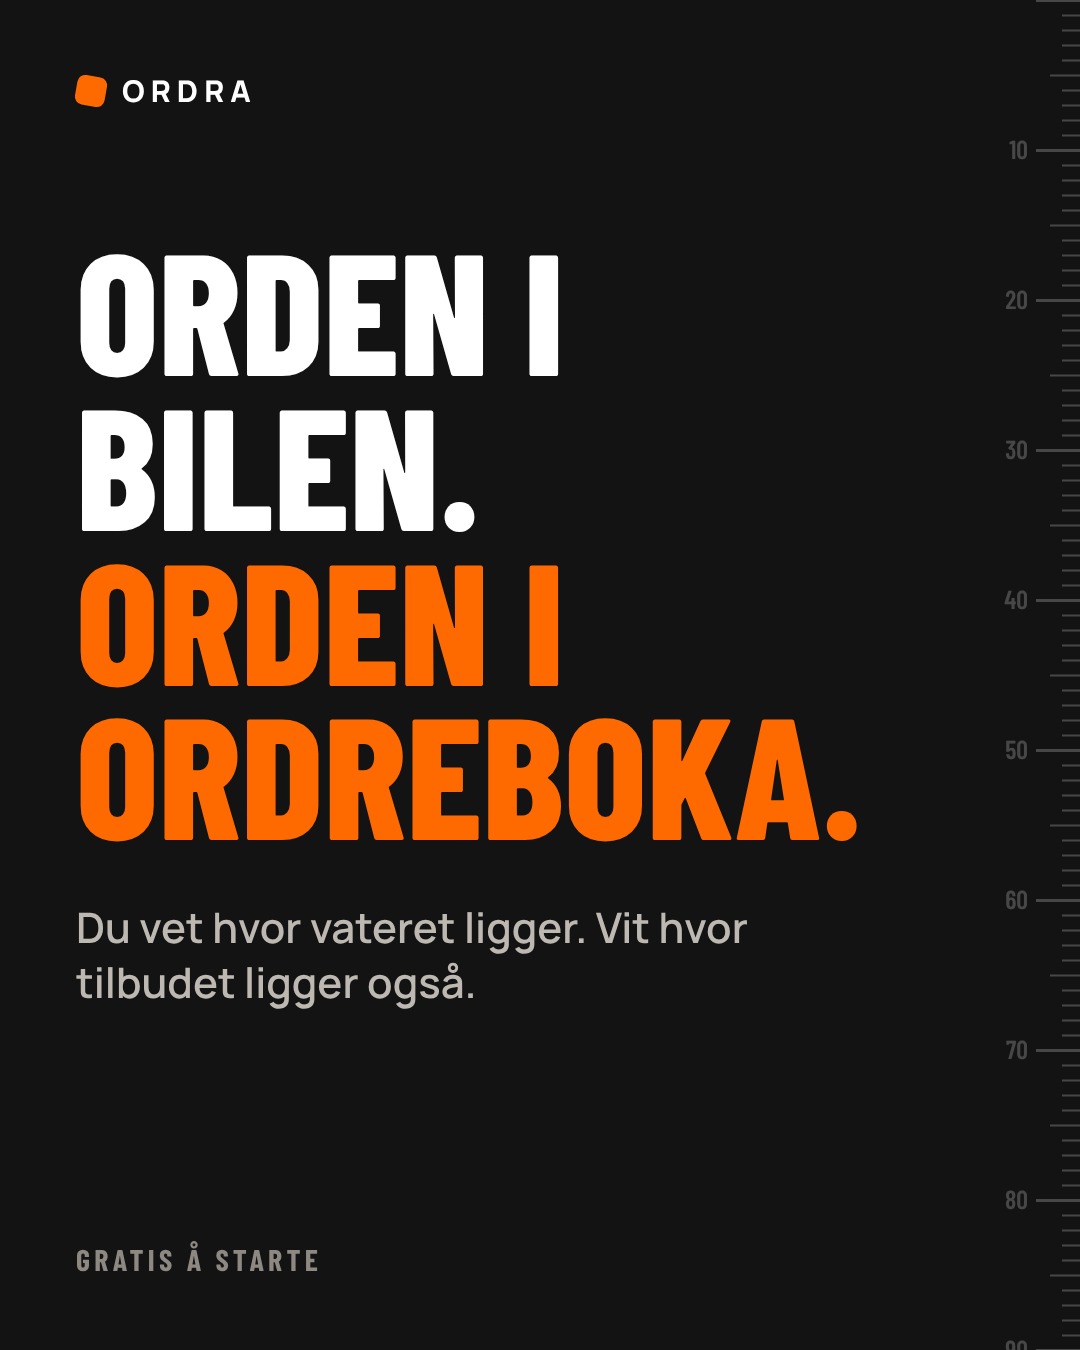 ORDRA
ORDEN I
BILEN.
ORDEN I
ORDREBOKA.
Du vet hvor vateret ligger. Vit hvor
tilbudet ligger også.
GRATIS Å STARTE
10
20
30
40
50
60
70
80
90